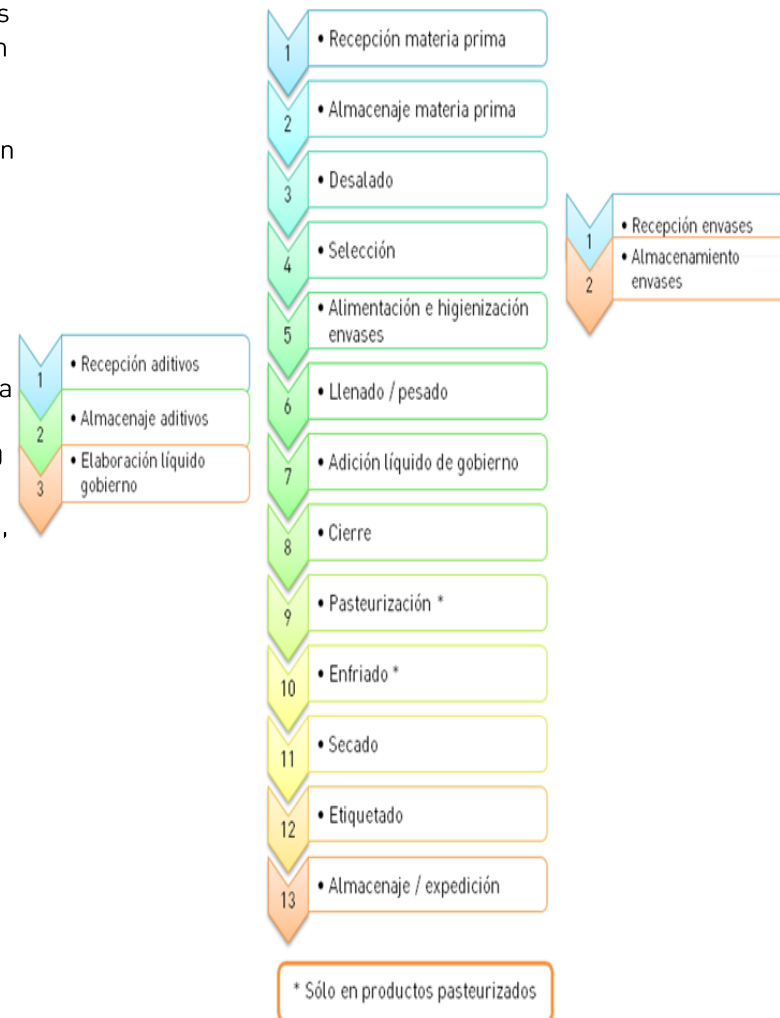 s
n
n
a
,
1
• Recepción materia prima
2
• Almacenaje materia prima
3
• Desalado
4
• Selección
5
• Alimentación e higienización
envases
6
• Llenado / pesado
7
• Adición líquido de gobierno
8
• Cierre
9
• Pasteurización *
10
• Enfriado *
11
• Secado
12
• Etiquetado
13
• Almacenaje / expedición
1
• Recepción aditivos
2
• Almacenaje aditivos
3
• Elaboración líquido
gobierno
1
• Recepción envases
2
• Almacenamiento
envases
* Sólo en productos pasteurizados